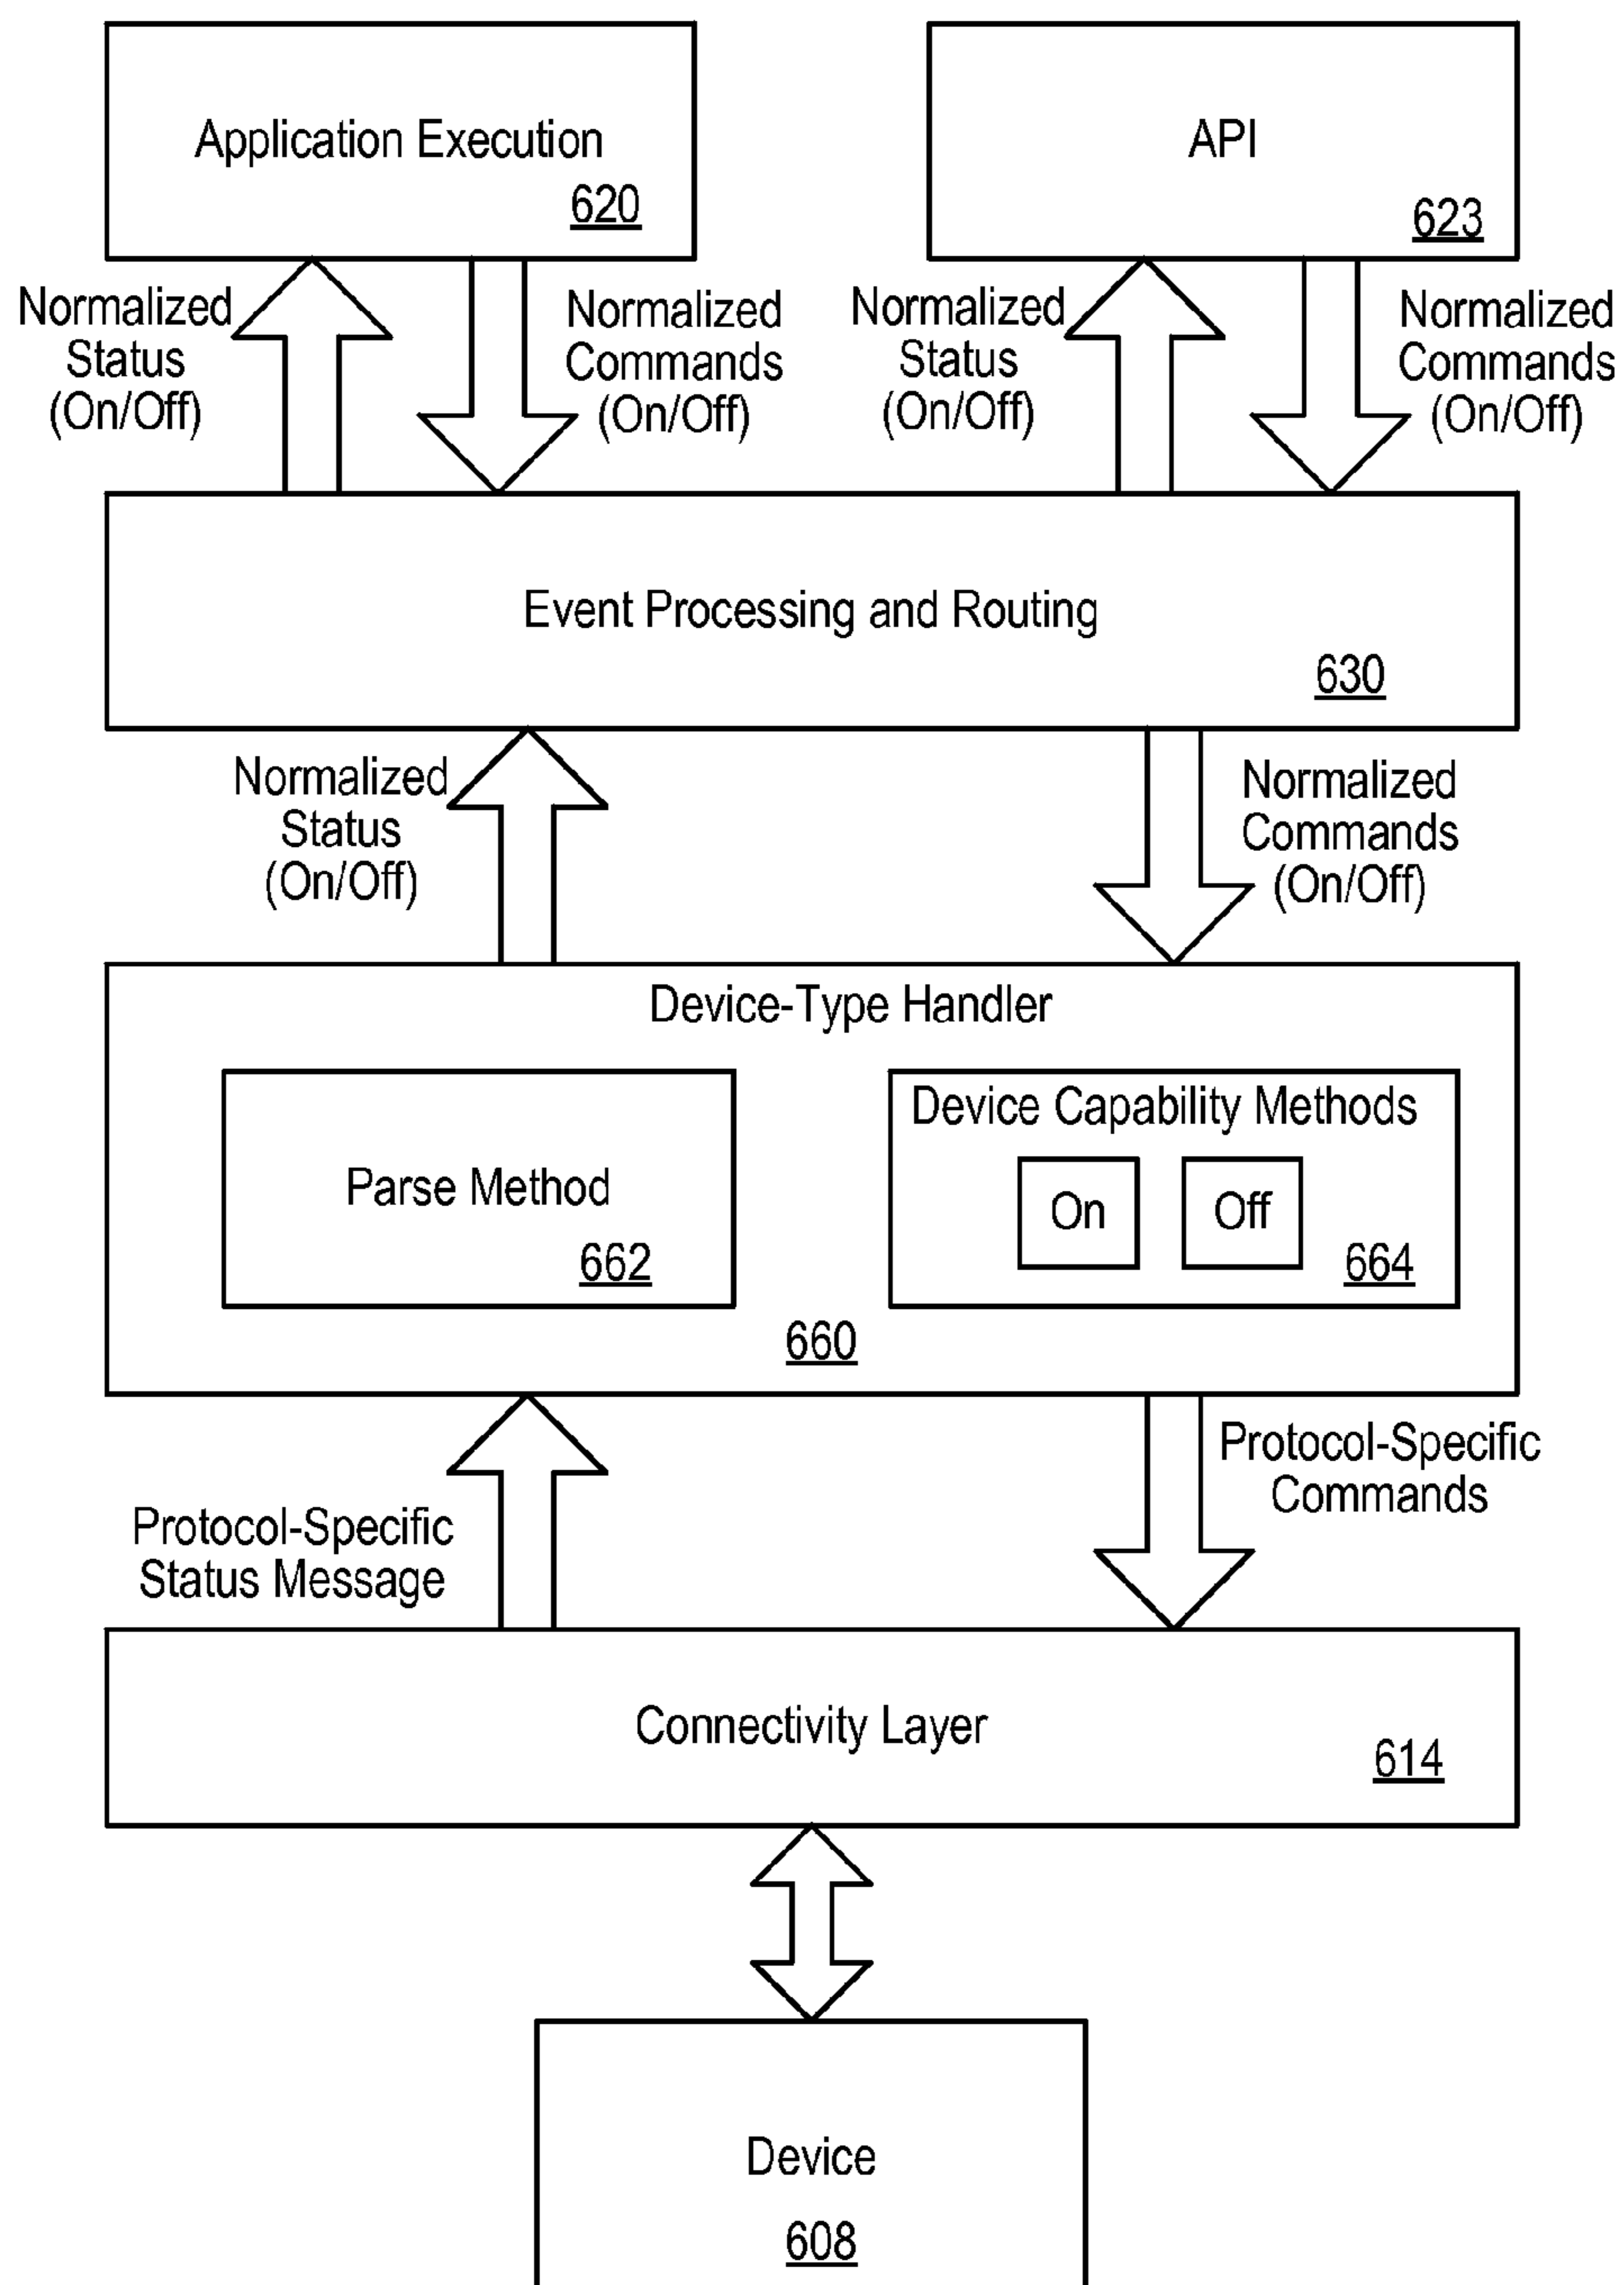 Application Execution
620
API
623
Normalized
Status
(On/Off)
Normalized
Commands
(On/Off)
Normalized
Status
(On/Off)
Normalized
Commands
(On/Off)
Event Processing and Routing
630
Normalized
Status
(On/Off)
Normalized
Commands
(On/Off)
Device-Type Handler
Parse Method
662
Device Capability Methods
On
Off
664
660
Protocol-Specific
Status Message
Protocol-Specific
Commands
Connectivity Layer
614
Device
608